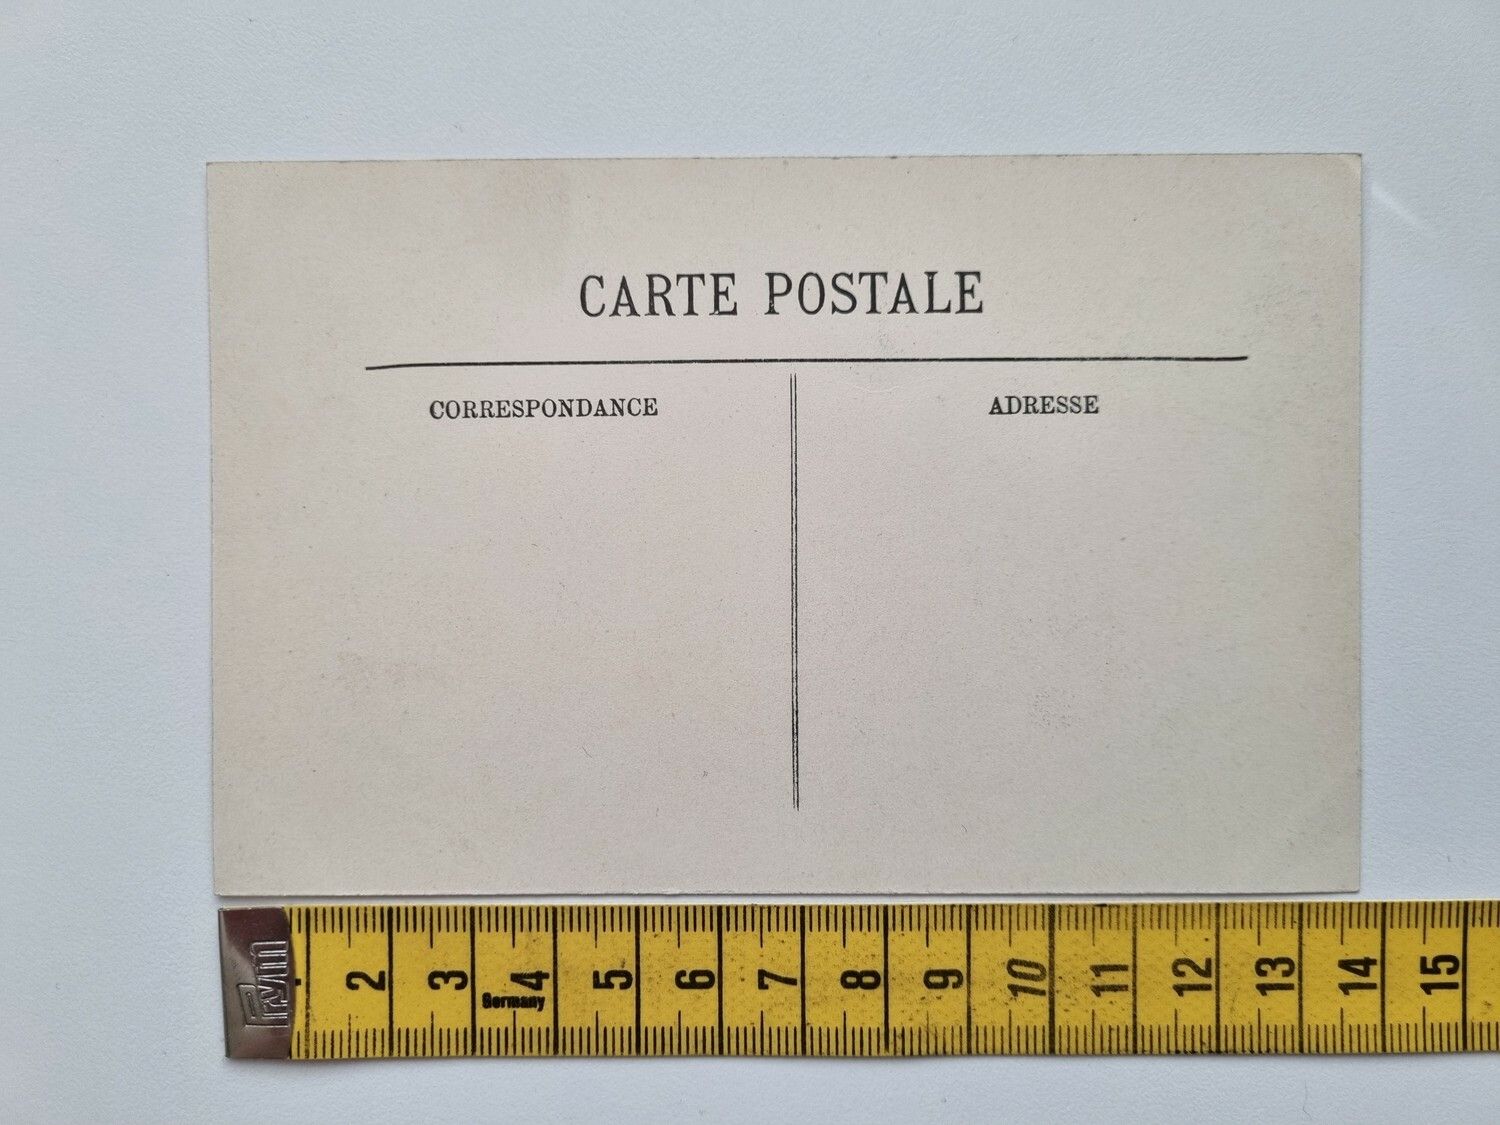 CARTE POSTALE
CORRESPONDANCE
ADRESSE
Prym 2 3 4 5 6 7 8 9 10 11 12 13 14 15
Germany